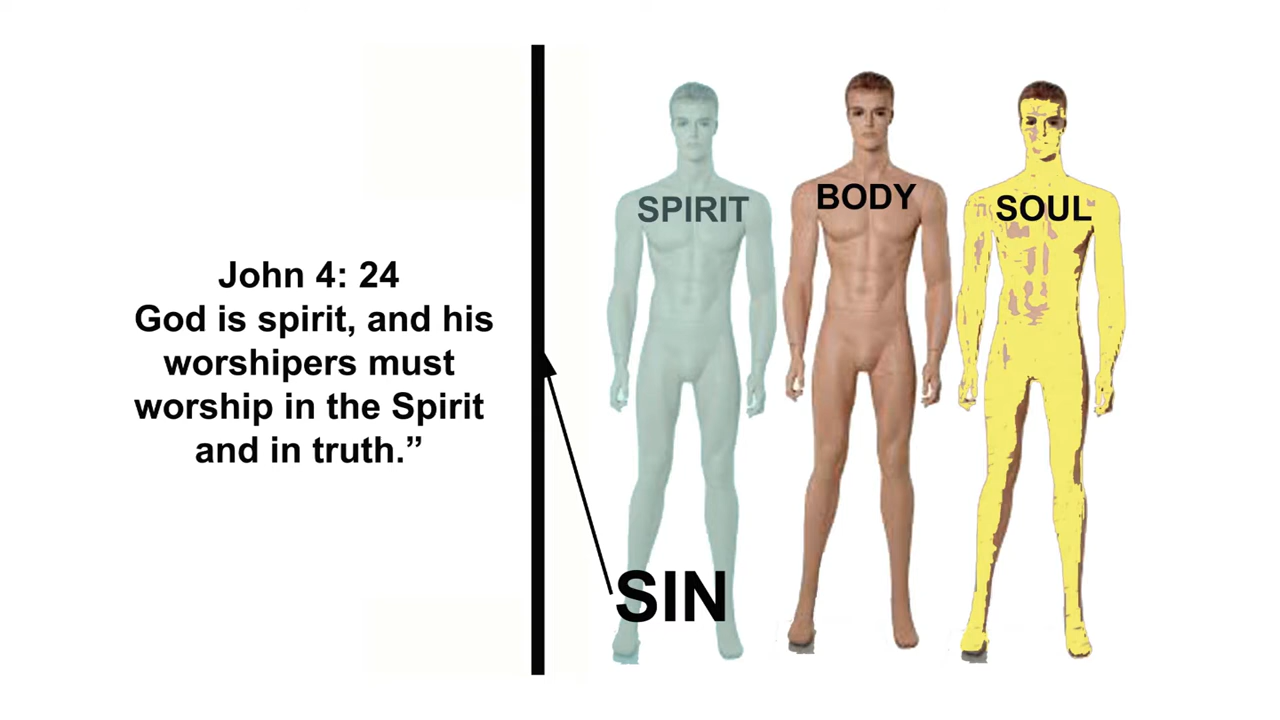 John 4: 24
God is spirit, and his
worshipers must
worship in the Spirit
and in truth.”
SPIRIT
BODY
SOUL
SIN